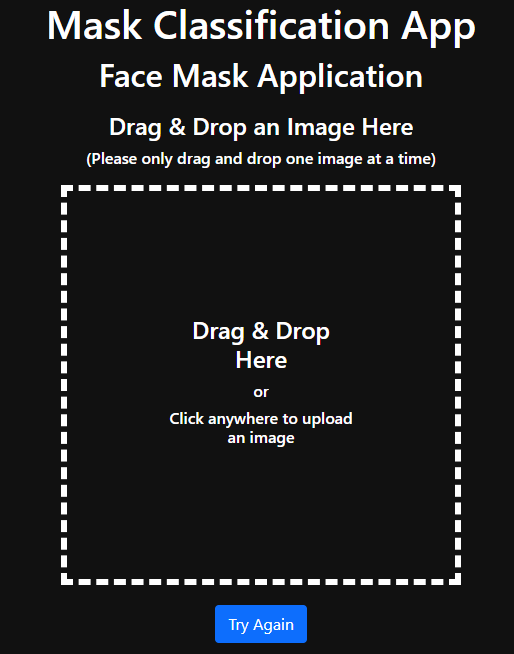 Mask Classification App
Face Mask Application
Drag & Drop an Image Here
(Please only drag and drop one image at a time)
Drag & Drop
Here
or
Click anywhere to upload
an image
Try Again